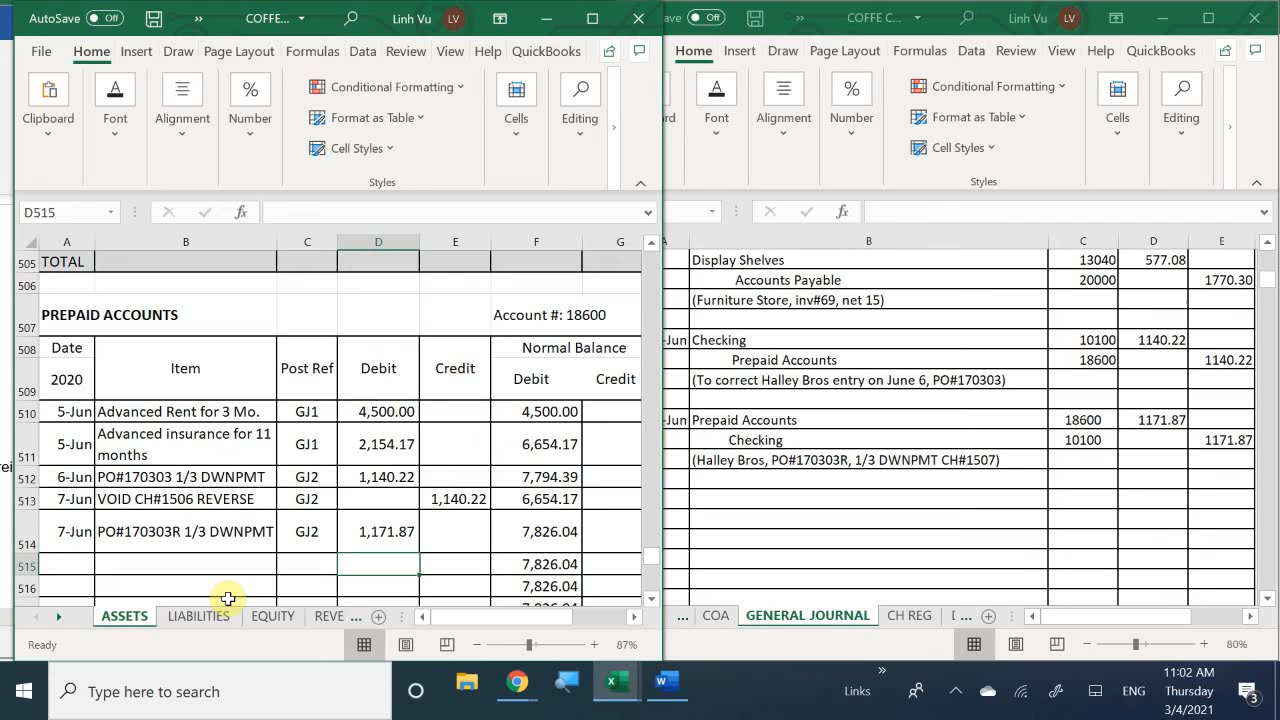 AutoSave Off » COFFE... Linh Vu LV
File Home Insert Draw Page Layout Formulas Data Review View Help QuickBooks
Clipboard Font Alignment Number Conditional Formatting Format as Table Cell Styles Styles Cells Editing
D515 fx
A B C D E F G
505 TOTAL
506
507 PREPAID ACCOUNTS Account #: 18600
508 Date Item Post Ref Debit Credit Normal Balance
509 2020 Debit Credit
510 5-Jun Advanced Rent for 3 Mo. GJ1 4,500.00 4,500.00
511 5-Jun Advanced insurance for 11 months GJ1 2,154.17 6,654.17
512 6-Jun PO#170303 1/3 DWNPMT GJ2 1,140.22 7,794.39
513 7-Jun VOID CH#1506 REVERSE GJ2 1,140.22 6,654.17
514 7-Jun PO#170303R 1/3 DWNPMT GJ2 1,171.87 7,826.04
515 7,826.04
516 7,826.04
ASSETS LIABILITIES EQUITY REVE ...
Ready 87%
ave Off » COFFE C... Linh Vu LV
Home Insert Draw Page Layout Formulas Data Review View Help QuickBooks
rd Font Alignment Number Conditional Formatting Format as Table Cell Styles Styles Cells Editing
fx
A B C D E
Display Shelves 13040 577.08
Accounts Payable 20000 1770.30
(Furniture Store, inv#69, net 15)
-Jun Checking 10100 1140.22
Prepaid Accounts 18600 1140.22
(To correct Halley Bros entry on June 6, PO#170303)
-Jun Prepaid Accounts 18600 1171.87
Checking 10100 1171.87
(Halley Bros, PO#170303R, 1/3 DWNPMT CH#1507)
... COA GENERAL JOURNAL CH REG [ ...
80%
Type here to search
Links » ENG
11:02 AM
Thursday
3/4/2021
3